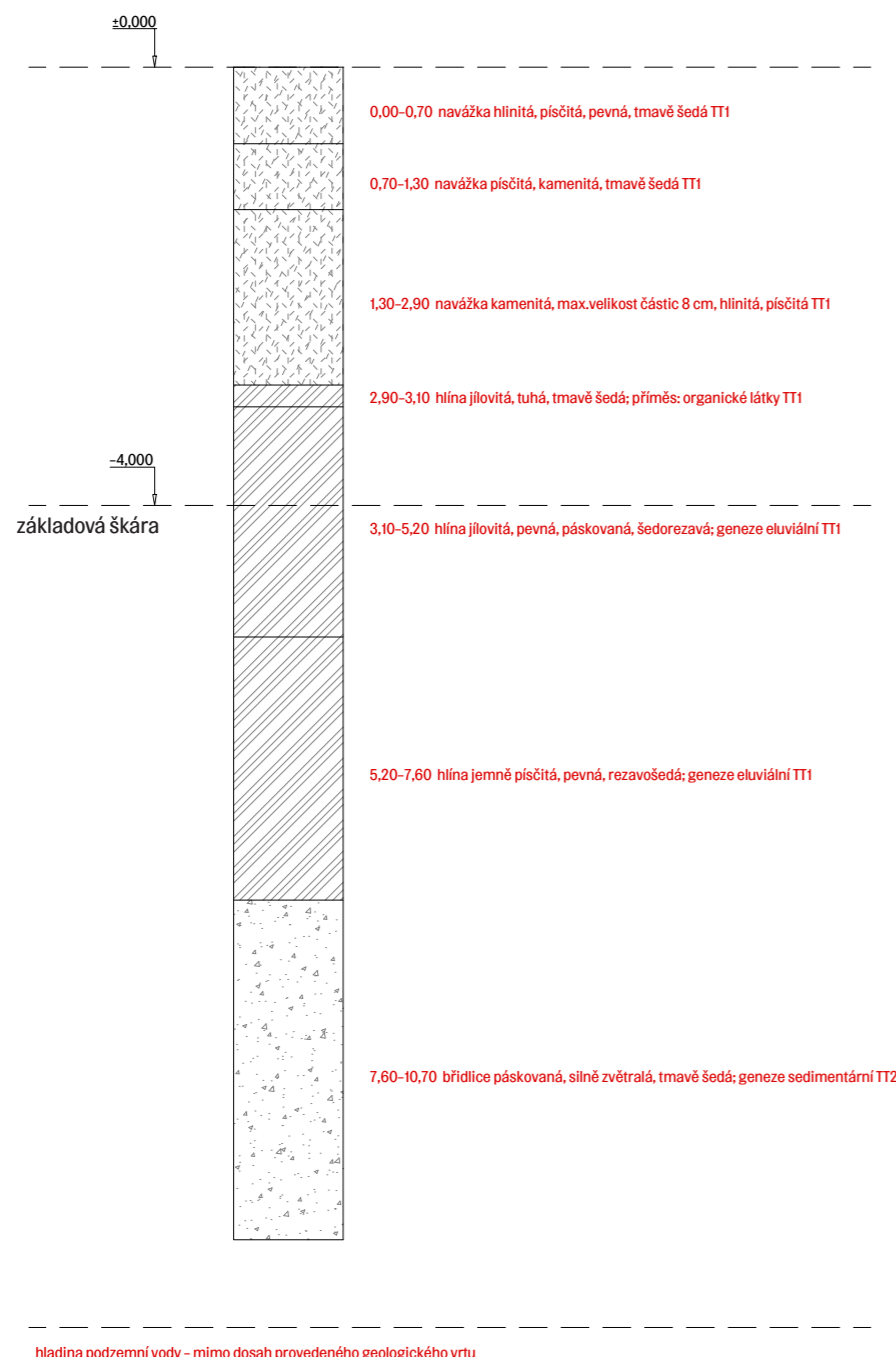 ±0,000
0,00–0,70 navážka hlinitá, písčitá, pevná, tmavě šedá TT1
0,70–1,30 navážka písčitá, kamenitá, tmavě šedá TT1
1,30–2,90 navážka kamenitá, max.velikost částic 8 cm, hlinitá, písčitá TT1
2,90–3,10 hlína jílovitá, tuhá, tmavě šedá; příměs: organické látky TT1
–4,000
základová škára
3,10–5,20 hlína jílovitá, pevná, páskovaná, šedorezavá; geneze eluviální TT1
5,20–7,60 hlína jemně písčitá, pevná, rezavošedá; geneze eluviální TT1
7,60–10,70 břidlice páskovaná, silně zvětralá, tmavě šedá; geneze sedimentární TT2
hladina podzemní vody – mimo dosah provedeného geologického vrtu